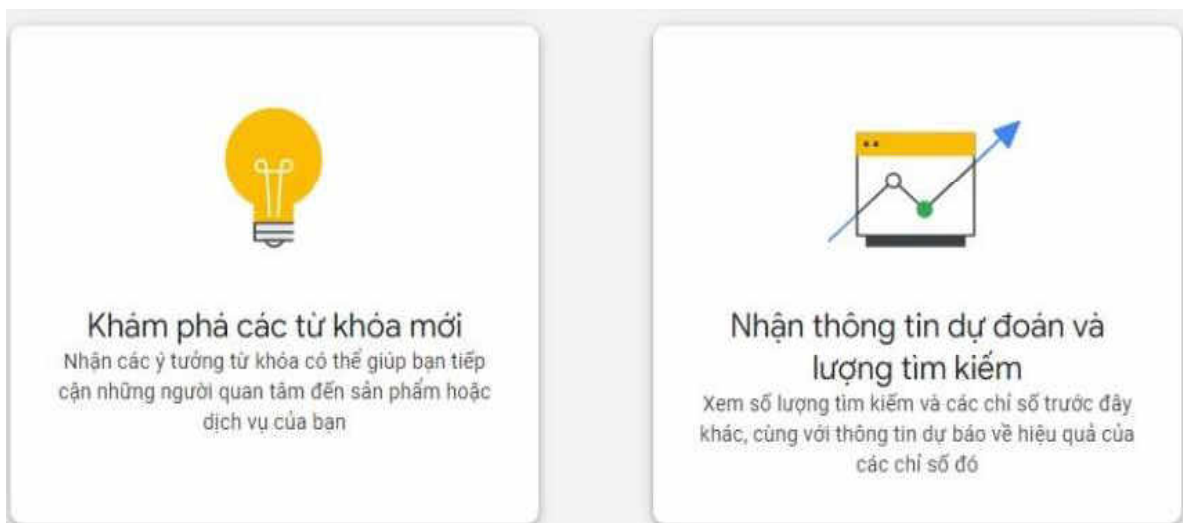 Khám phá các từ khóa mới
Nhận các ý tưởng từ khóa có thể giúp bạn tiếp
cận những người quan tâm đến sản phẩm hoặc
dịch vụ của bạn
Nhận thông tin dự đoán và
lượng tìm kiếm
Xem số lượng tìm kiếm và các chỉ số trước đây
khác, cùng với thông tin dự báo về hiệu quả của
các chỉ số đó